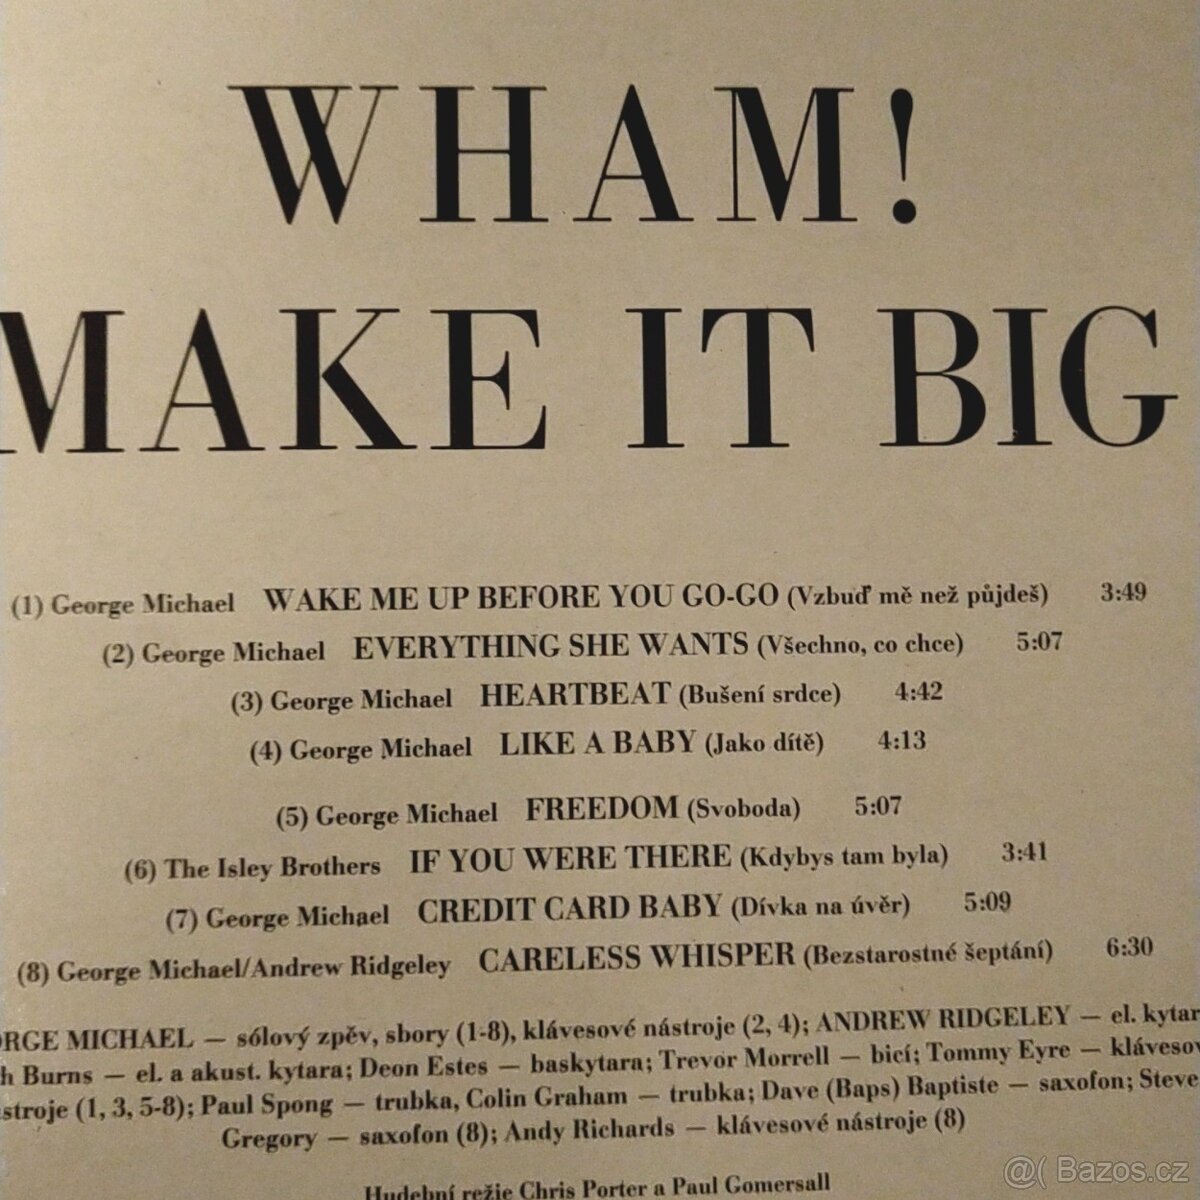 WHAM!
MAKE IT BIG
(1) George Michael WAKE ME UP BEFORE YOU GO-GO (Vzbuď mě než půjdeš) 3:49
(2) George Michael EVERYTHING SHE WANTS (Všechno, co chce) 5:07
(3) George Michael HEARTBEAT (Bušení srdce) 4:42
(4) George Michael LIKE A BABY (Jako dítě) 4:13
(5) George Michael FREEDOM (Svoboda) 5:07
(6) The Isley Brothers IF YOU WERE THERE (Kdybys tam byla) 3:41
(7) George Michael CREDIT CARD BABY (Dívka na úvěr) 5:09
(8) George Michael/Andrew Ridgeley CARELESS WHISPER (Bezstarostné šeptání) 6:30
ORGE MICHAEL — sólový zpěv, sbory (1-8), klávesové nástroje (2, 4); ANDREW RIDGELEY — el. kytar
h Burns — el. a akust. kytara; Deon Estes — baskytara; Trevor Morrell — bicí; Tommy Eyre — klávesov
stroje (1, 3, 5-8); Paul Spong — trubka, Colin Graham — trubka; Dave (Baps) Baptiste — saxofon; Steve
Gregory — saxofon (8); Andy Richards — klávesové nástroje (8)
Hudební režie Chris Porter a Paul Gomersall
@( Bazos.cz